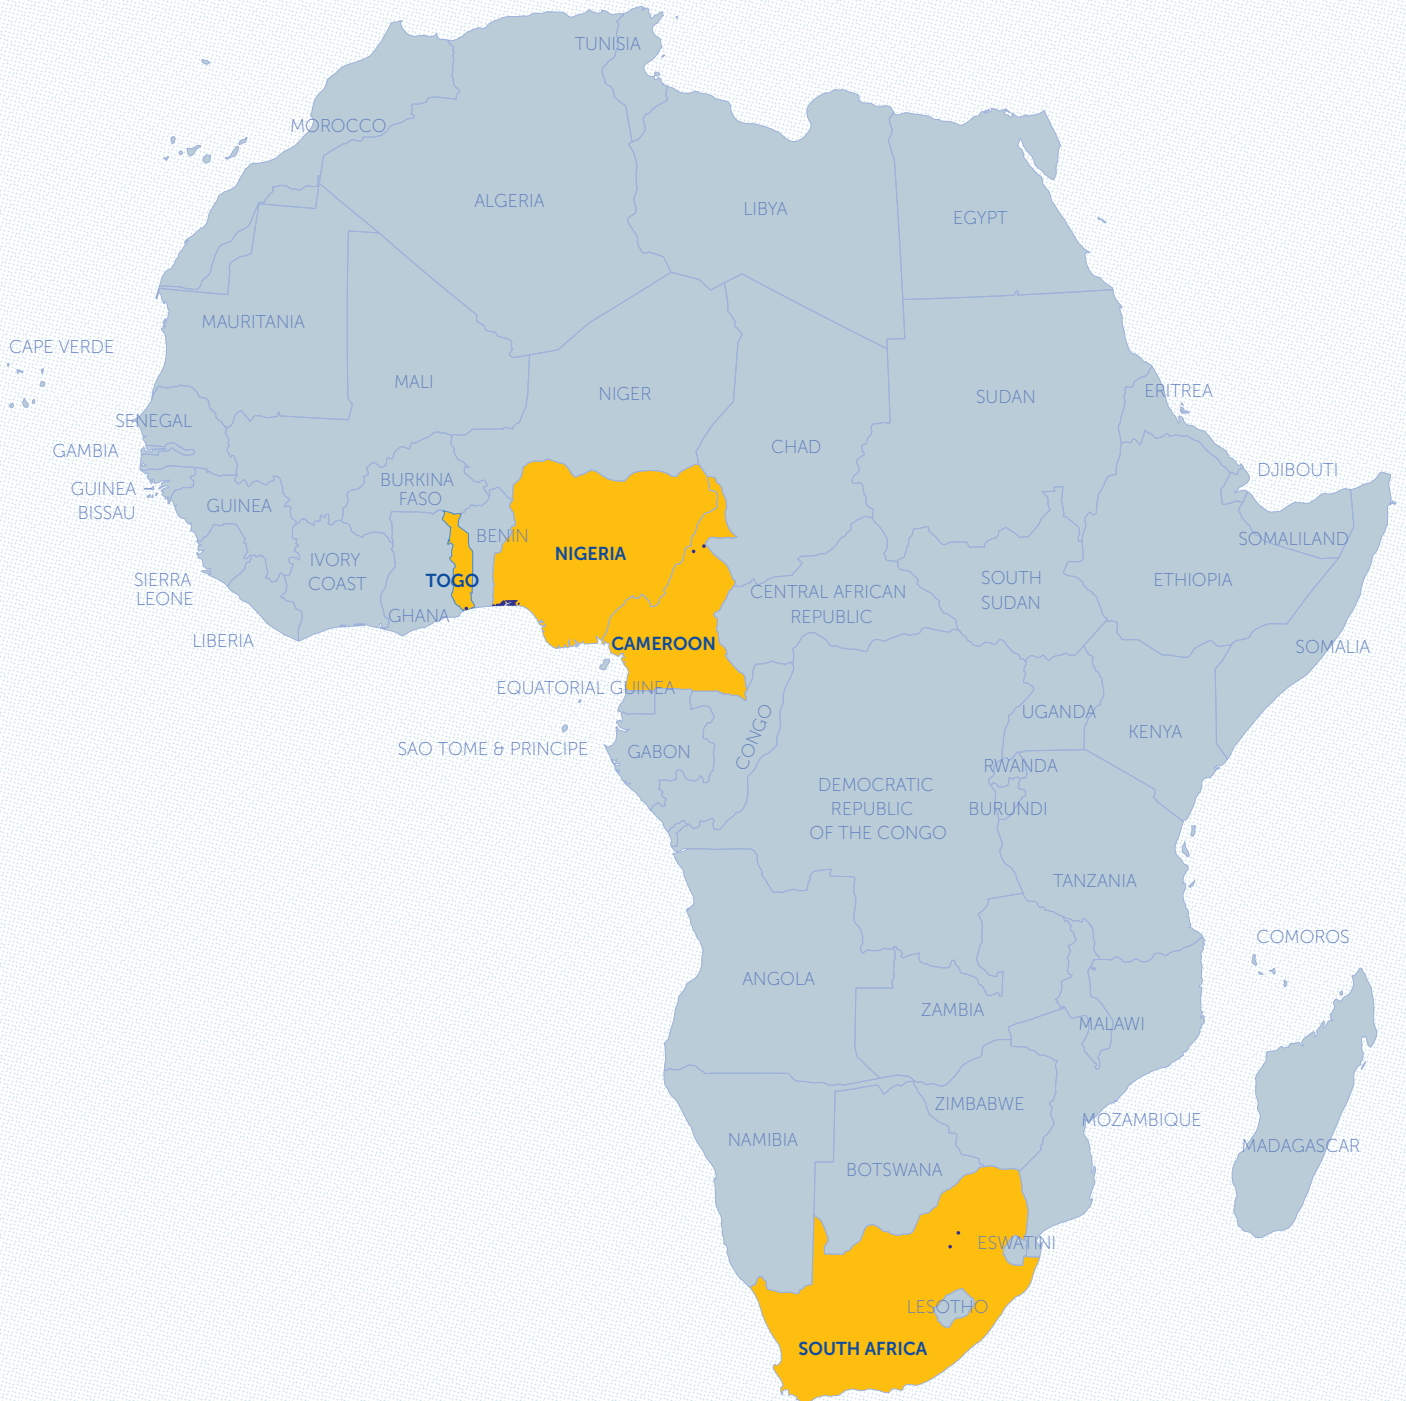 TUNISIA
MOROCCO
ALGERIA
LIBYA
EGYPT
MAURITANIA
CAPE VERDE
MALI
NIGER
SUDAN
ERITREA
SENEGAL
CHAD
GAMBIA
DJIBOUTI
BURKINA
FASO
GUINEA
BISSAU
GUINEA
BENIN
SOMALILAND
NIGERIA
IVORY
COAST
TOGO
SIERRA
LEONE
CENTRAL AFRICAN
REPUBLIC
SOUTH
SUDAN
ETHIOPIA
GHANA
LIBERIA
CAMEROON
SOMALIA
EQUATORIAL GUINEA
UGANDA
KENYA
CONGO
SAO TOME & PRINCIPE
GABON
RWANDA
DEMOCRATIC
REPUBLIC
OF THE CONGO
BURUNDI
TANZANIA
COMOROS
ANGOLA
ZAMBIA
MALAWI
ZIMBABWE
MOZAMBIQUE
NAMIBIA
MADAGASCAR
BOTSWANA
ESWATINI
LESOTHO
SOUTH AFRICA